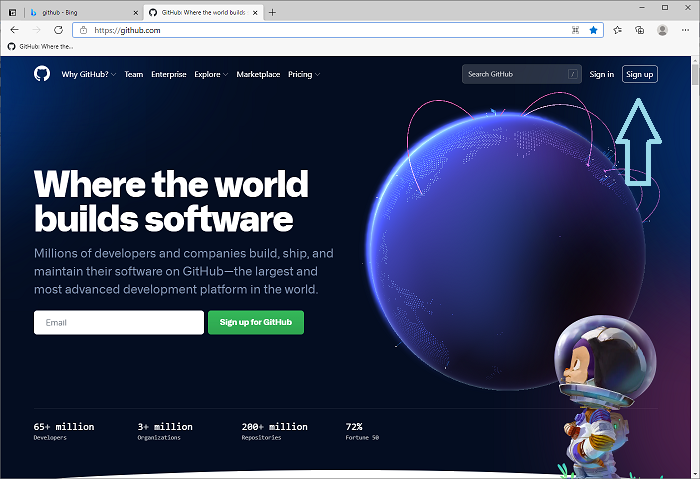 github - Bing
GitHub: Where the world builds
https://github.com
GitHub: Where the...
Why GitHub? Team Enterprise Explore Marketplace Pricing Search GitHub / Sign in Sign up
Where the world
builds software
Millions of developers and companies build, ship, and
maintain their software on GitHub—the largest and
most advanced development platform in the world.
Email Sign up for GitHub
65+ million 3+ million 200+ million 72%
Developers Organizations Repositories Fortune 50